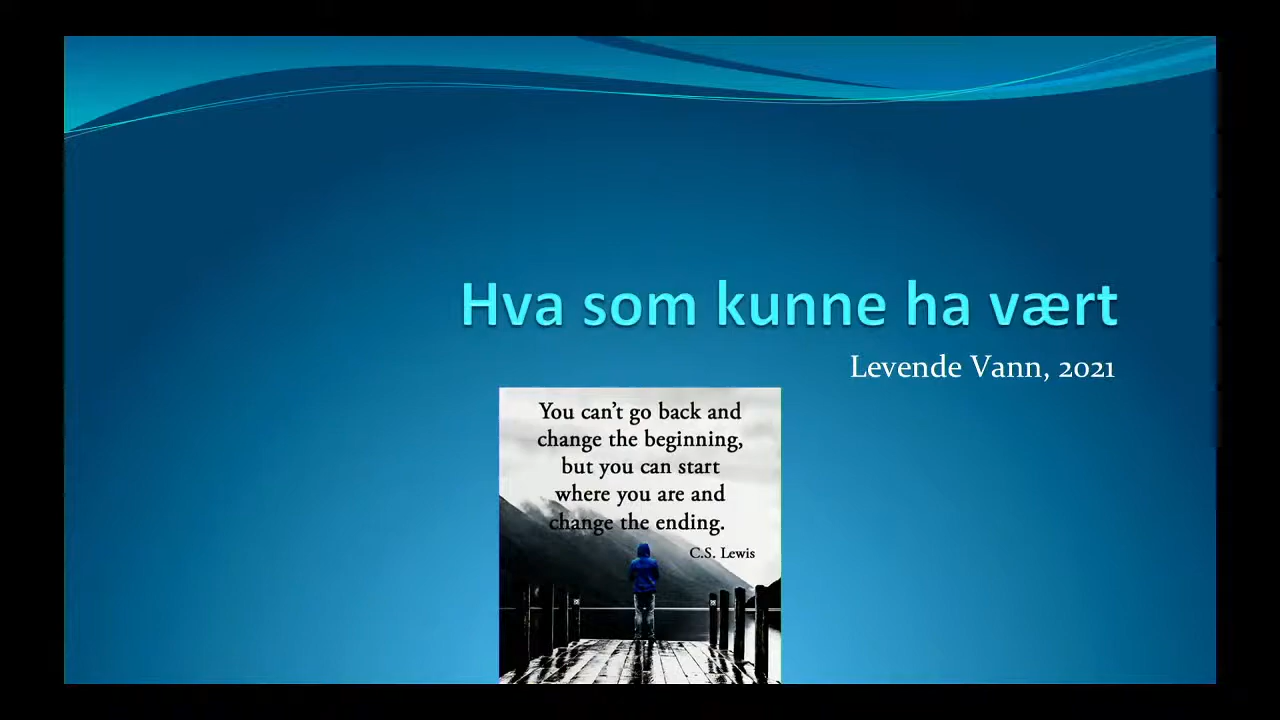 Hva som kunne ha vært
Levende Vann, 2021
You can't go back and
change the beginning,
but you can start
where you are and
change the ending.
C.S. Lewis